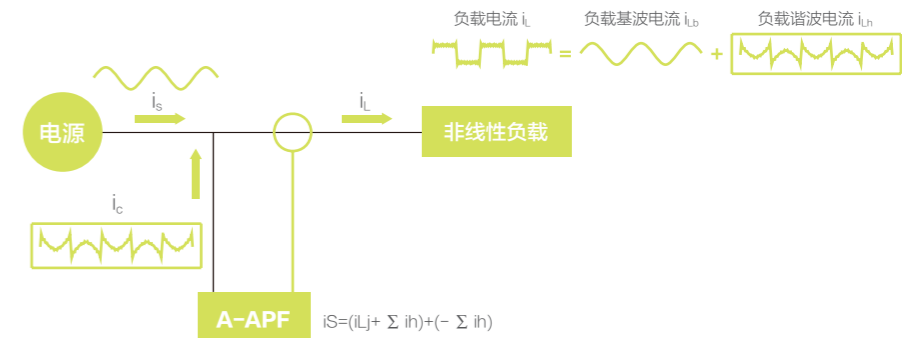 负载电流 iL 负载基波电流 iLb 负载谐波电流 iLh
= +
is iL
电源 非线性负载
ic
A-APF iS=(iLj+ Σ ih)+(- Σ ih)